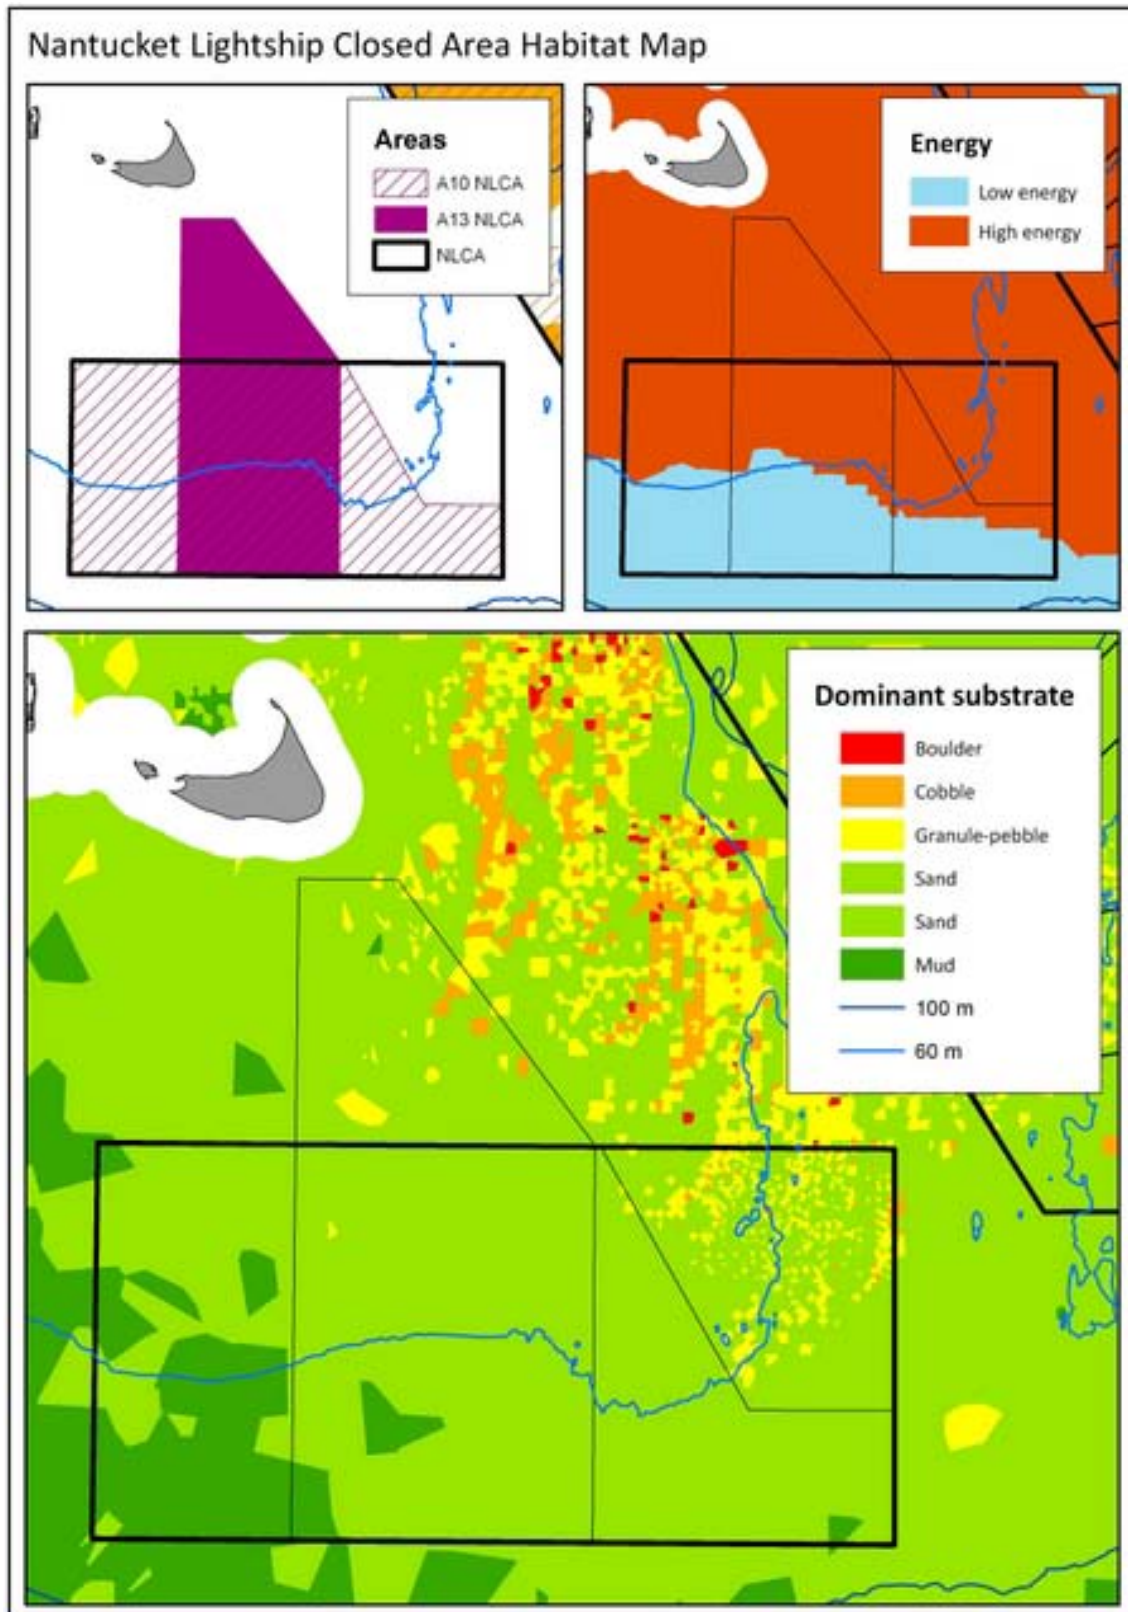 Nantucket Lightship Closed Area Habitat Map
Areas
A10 NLCA
A13 NLCA
NLCA
Energy
Low energy
High energy
Dominant substrate
Boulder
Cobble
Granule-pebble
Sand
Sand
Mud
100 m
60 m